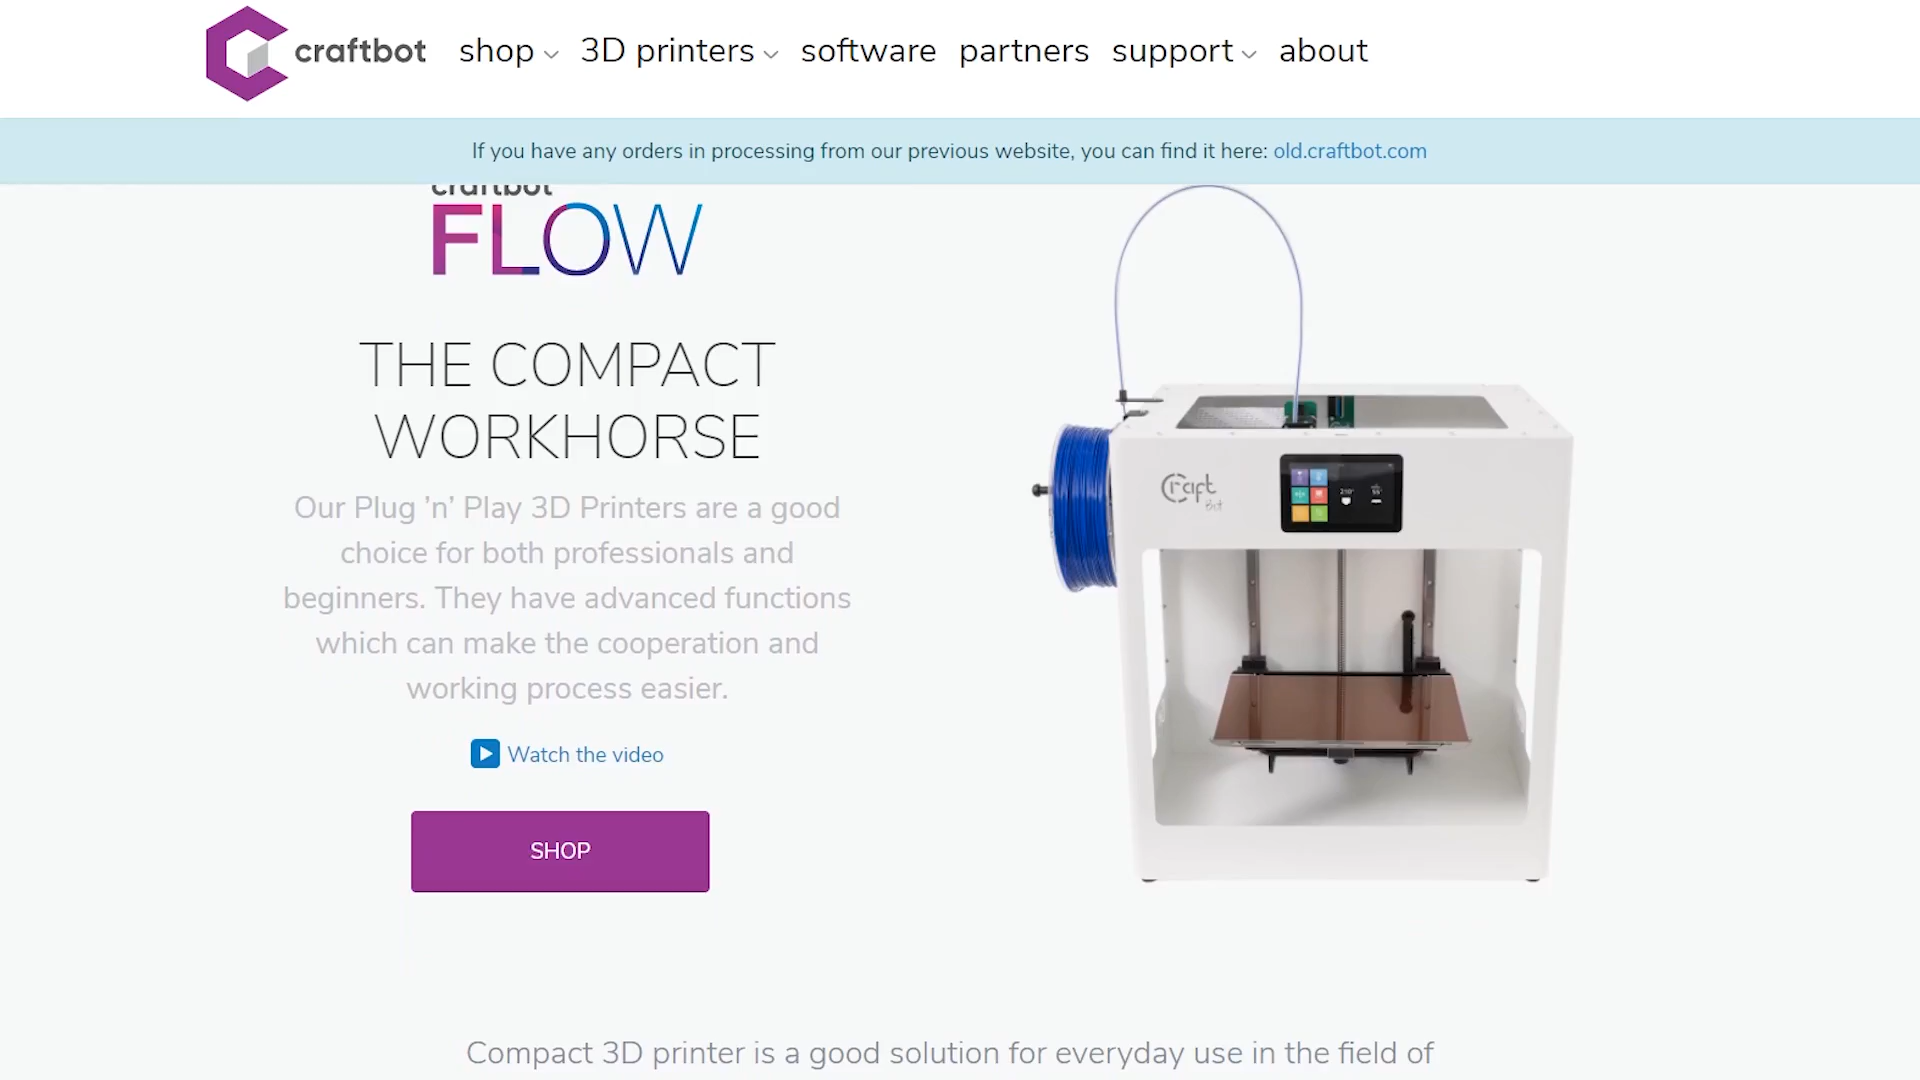 craftbot
shop
3D printers
software
partners
support
about
If you have any orders in processing from our previous website, you can find it here: old.craftbot.com
craftbot
FLOW
THE COMPACT
WORKHORSE
Our Plug 'n' Play 3D Printers are a good
choice for both professionals and
beginners. They have advanced functions
which can make the cooperation and
working process easier.
Watch the video
SHOP
Craft
Bot
Compact 3D printer is a good solution for everyday use in the field of